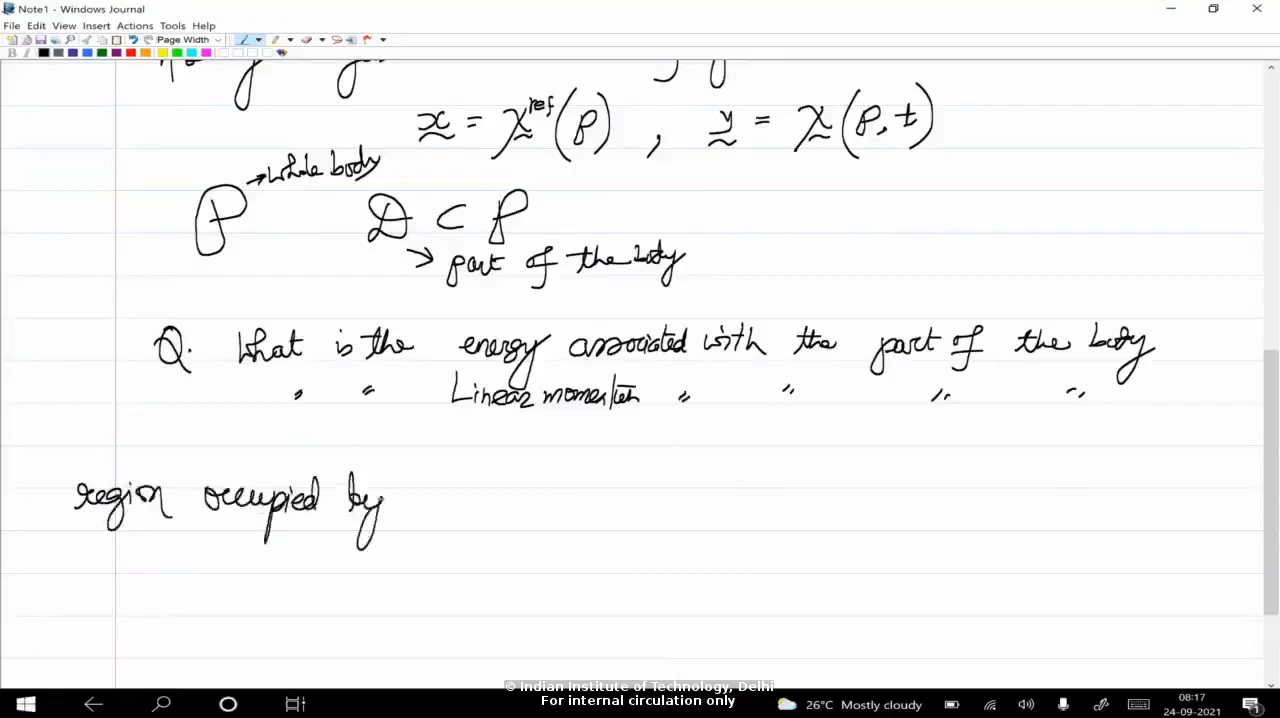 Note1 - Windows Journal
File Edit View Insert Actions Tools Help
Page Width
B I
x = χ^ref (p) , y = χ (p, t)
P → whole body D ⊂ P
→ part of the body
Q. What is the energy associated with the part of the body
" " Linear momentum " " " "
region occupied by
© Indian Institute of Technology, Delhi
For internal circulation only
26°C Mostly cloudy
08:17
24-09-2021